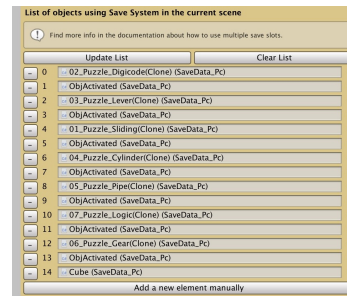 List of objects using Save System in the current scene
Find more info in the documentation about how to use multiple save slots.
Update List Clear List
– 0 02_Puzzle_Digicode(Clone) (SaveData_Pc)
– 1 ObjActivated (SaveData_Pc)
– 2 03_Puzzle_Lever(Clone) (SaveData_Pc)
– 3 ObjActivated (SaveData_Pc)
– 4 01_Puzzle_Sliding(Clone) (SaveData_Pc)
– 5 ObjActivated (SaveData_Pc)
– 6 04_Puzzle_Cylinder(Clone) (SaveData_Pc)
– 7 ObjActivated (SaveData_Pc)
– 8 05_Puzzle_Pipe(Clone) (SaveData_Pc)
– 9 ObjActivated (SaveData_Pc)
– 10 07_Puzzle_Logic(Clone) (SaveData_Pc)
– 11 ObjActivated (SaveData_Pc)
– 12 06_Puzzle_Gear(Clone) (SaveData_Pc)
– 13 ObjActivated (SaveData_Pc)
– 14 Cube (SaveData_Pc)
Add a new element manually